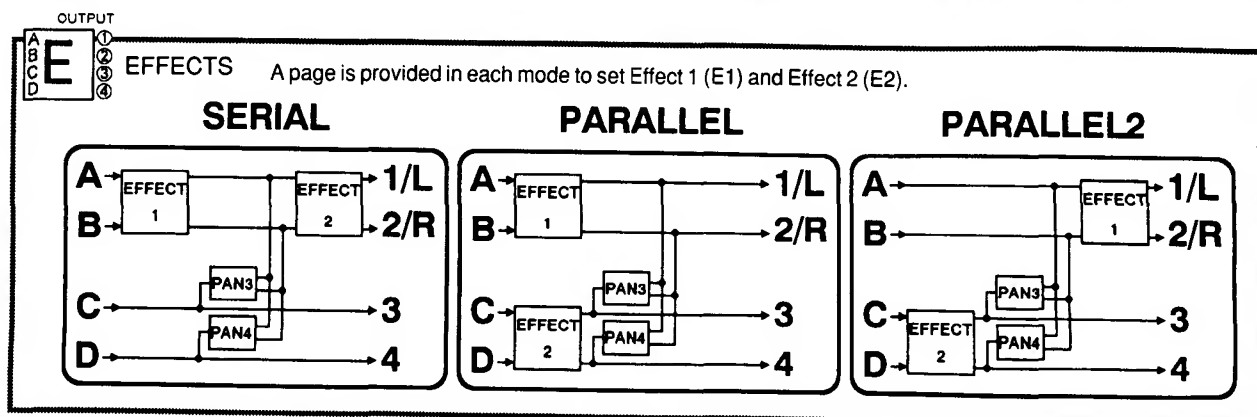 OUTPUT
A ①
B ②
C ③
D ④
E
EFFECTS
A page is provided in each mode to set Effect 1 (E1) and Effect 2 (E2).
SERIAL
A
B
C
D
EFFECT
1
PAN3
PAN4
EFFECT
2
1/L
2/R
3
4
PARALLEL
A
B
C
D
EFFECT
1
EFFECT
2
PAN3
PAN4
1/L
2/R
3
4
PARALLEL2
A
B
C
D
EFFECT
2
PAN3
PAN4
EFFECT
1
1/L
2/R
3
4